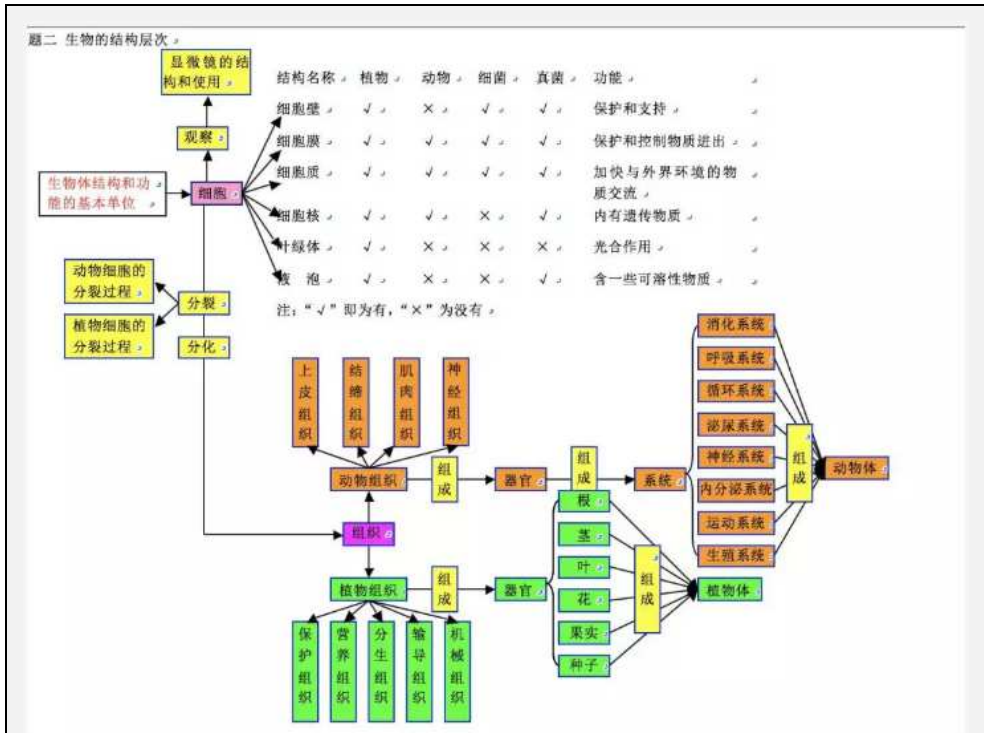 题二 生物的结构层次
显微镜的结
构和使用
观察
生物体结构和功
能的基本单位
细胞
结构名称 植物 动物 细菌 真菌 功能
细胞壁 √ × √ √ 保护和支持
细胞膜 √ √ √ √ 保护和控制物质进出
细胞质 √ √ √ √ 加快与外界环境的物
质交流
细胞核 √ √ × √ 内有遗传物质
叶绿体 √ × × × 光合作用
液 泡 √ × × √ 含一些可溶性物质
注:“√”即为有,“×”为没有
动物细胞的
分裂过程
植物细胞的
分裂过程
分裂
分化
上皮组织
结缔组织
肌肉组织
神经组织
动物组织
组成
器官
组成
系统
消化系统
呼吸系统
循环系统
泌尿系统
神经系统
内分泌系统
运动系统
生殖系统
组成
动物体
组织
植物组织
组成
器官
根
茎
叶
花
果实
种子
组成
植物体
保护组织
营养组织
分生组织
输导组织
机械组织